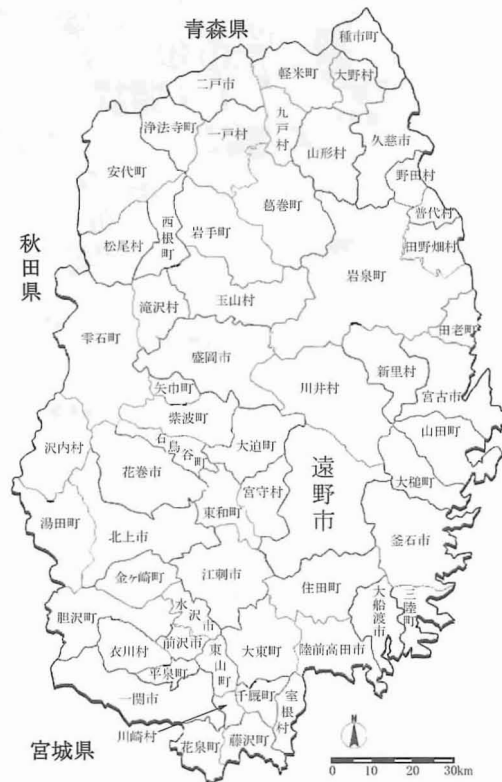 青森県
種市町
軽米町
大野村
二戸市
九戸村
浄法寺町
一戸村
山形村
久慈市
安代町
野田村
葛巻町
普代村
西根町
岩手町
田野畑村
松尾村
秋田県
岩泉町
滝沢村
玉山村
雫石町
田老町
盛岡市
新里村
川井村
矢巾町
宮古市
紫波町
山田町
沢内村
石鳥谷町
大迫町
遠野市
花巻市
宮守村
大槌町
東和町
湯田町
北上市
釜石市
金ヶ崎町
江刺市
住田町
大船渡市
三陸町
胆沢町
水沢市
前沢市
衣川村
東山町
大東町
陸前高田市
平泉町
一関市
千厩町
室根村
川崎村
宮城県
花泉町
藤沢町
N
0 10 20 30km